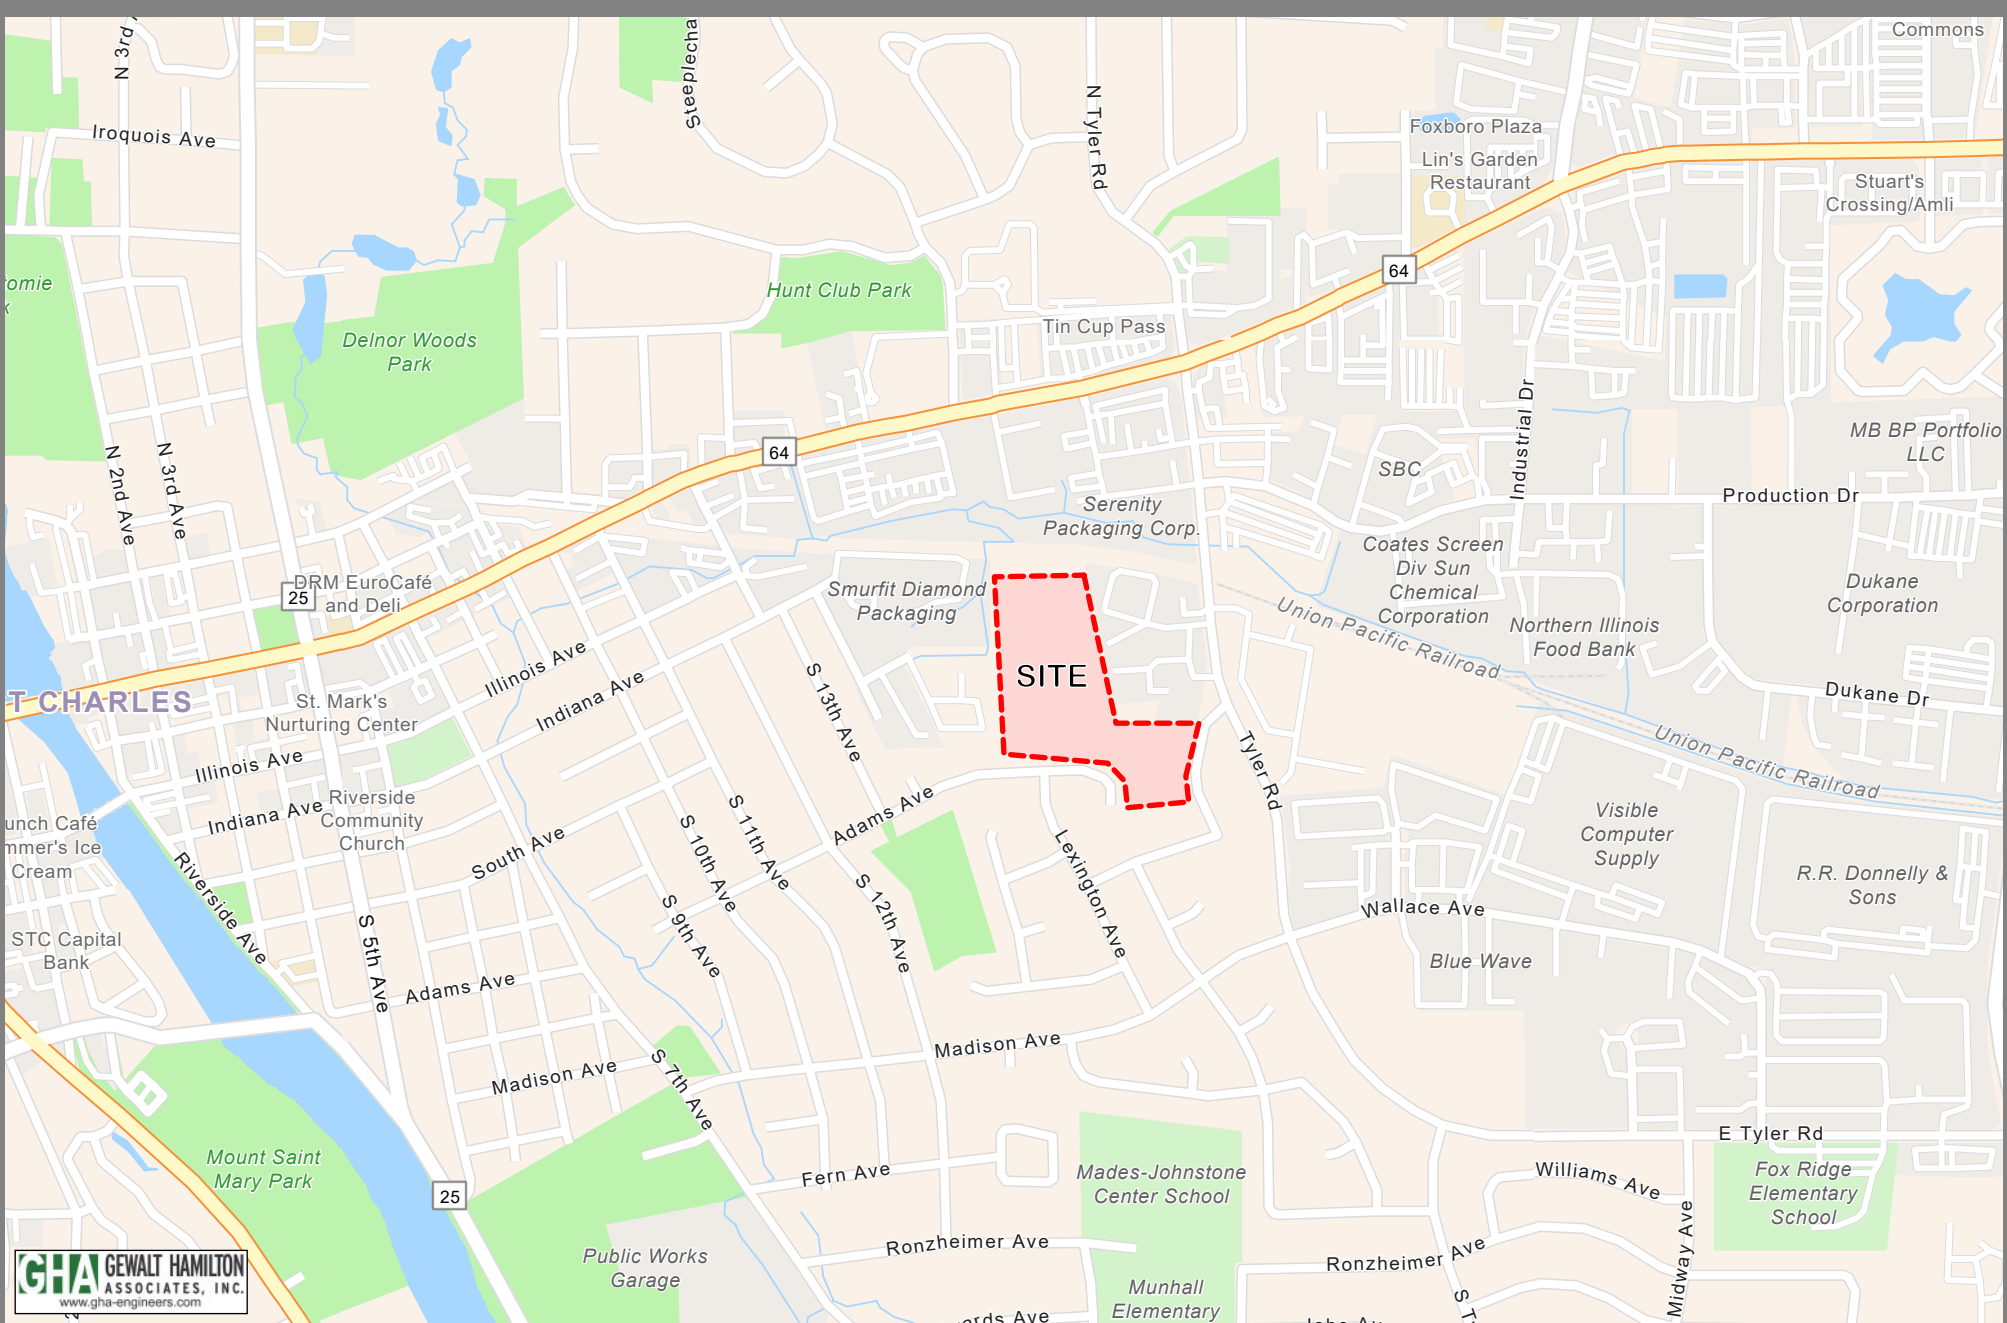 Commons
N 3rd
Steeplecha
N Tyler Rd
Iroquois Ave
Foxboro Plaza
Lin's Garden
Restaurant
Stuart's
Crossing/Amli
64
omie
k
Hunt Club Park
Tin Cup Pass
Delnor Woods
Park
Industrial Dr
MB BP Portfolio
LLC
64
SBC
N 2nd Ave
N 3rd Ave
Production Dr
Serenity
Packaging Corp.
Coates Screen
Div Sun
Chemical
Corporation
25
DRM EuroCafé
and Deli
Smurfit Diamond
Packaging
Union Pacific Railroad
Dukane
Corporation
Northern Illinois
Food Bank
SITE
Illinois Ave
Indiana Ave
S 13th Ave
T CHARLES
St. Mark's
Nurturing Center
Dukane Dr
Union Pacific Railroad
Tyler Rd
Illinois Ave
Indiana Ave
Riverside
Community
Church
Adams Ave
Visible
Computer
Supply
unch Café
mmer's Ice
Cream
South Ave
S 11th Ave
S 10th Ave
Lexington Ave
R.R. Donnelly &
Sons
Riverside Ave
S 12th Ave
S 9th Ave
Wallace Ave
STC Capital
Bank
S 5th Ave
Blue Wave
Adams Ave
Madison Ave
Madison Ave
S 7th Ave
E Tyler Rd
Mount Saint
Mary Park
Fern Ave
Mades-Johnstone
Center School
Williams Ave
Fox Ridge
Elementary
School
25
Public Works
Garage
Ronzheimer Ave
Ronzheimer Ave
Midway Ave
Munhall
Elementary
S T
ards Ave
GHA GEWALT HAMILTON
ASSOCIATES, INC.
www.gha-engineers.com